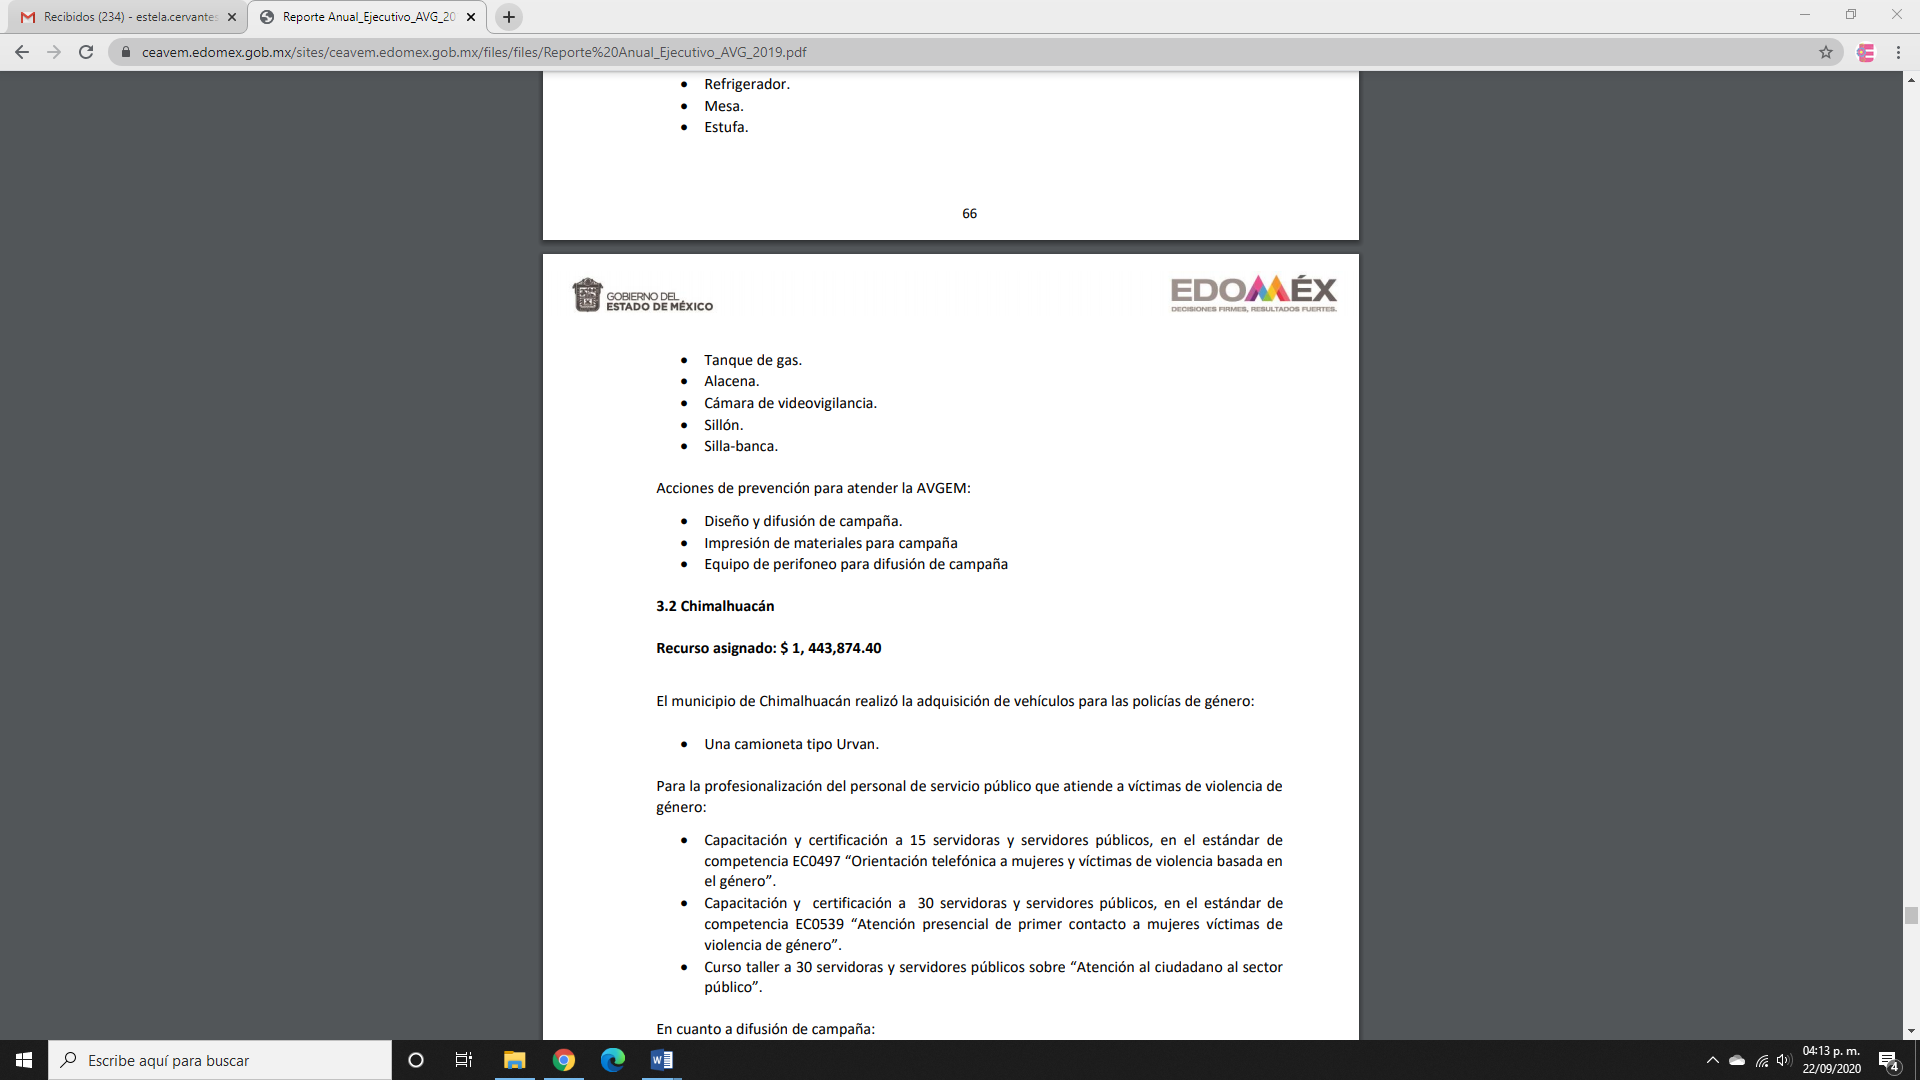 Recibidos (234) - estela.cervantes
Reporte Anual_Ejecutivo_AVG_20
ceavem.edomex.gob.mx/sites/ceavem.edomex.gob.mx/files/files/Reporte%20Anual_Ejecutivo_AVG_2019.pdf
• Refrigerador.
• Mesa.
• Estufa.
66
GOBIERNO DEL
ESTADO DE MÉXICO
EDOMÉX
DECISIONES FIRMES, RESULTADOS FUERTES.
• Tanque de gas.
• Alacena.
• Cámara de videovigilancia.
• Sillón.
• Silla-banca.
Acciones de prevención para atender la AVGEM:
• Diseño y difusión de campaña.
• Impresión de materiales para campaña
• Equipo de perifoneo para difusión de campaña
3.2 Chimalhuacán
Recurso asignado: $ 1, 443,874.40
El municipio de Chimalhuacán realizó la adquisición de vehículos para las policías de género:
• Una camioneta tipo Urvan.
Para la profesionalización del personal de servicio público que atiende a víctimas de violencia de
género:
• Capacitación y certificación a 15 servidoras y servidores públicos, en el estándar de
competencia EC0497 “Orientación telefónica a mujeres y víctimas de violencia basada en
el género”.
• Capacitación y certificación a 30 servidoras y servidores públicos, en el estándar de
competencia EC0539 “Atención presencial de primer contacto a mujeres víctimas de
violencia de género”.
• Curso taller a 30 servidoras y servidores públicos sobre “Atención al ciudadano al sector
público”.
En cuanto a difusión de campaña:
Escribe aquí para buscar
04:13 p. m.
22/09/2020
4